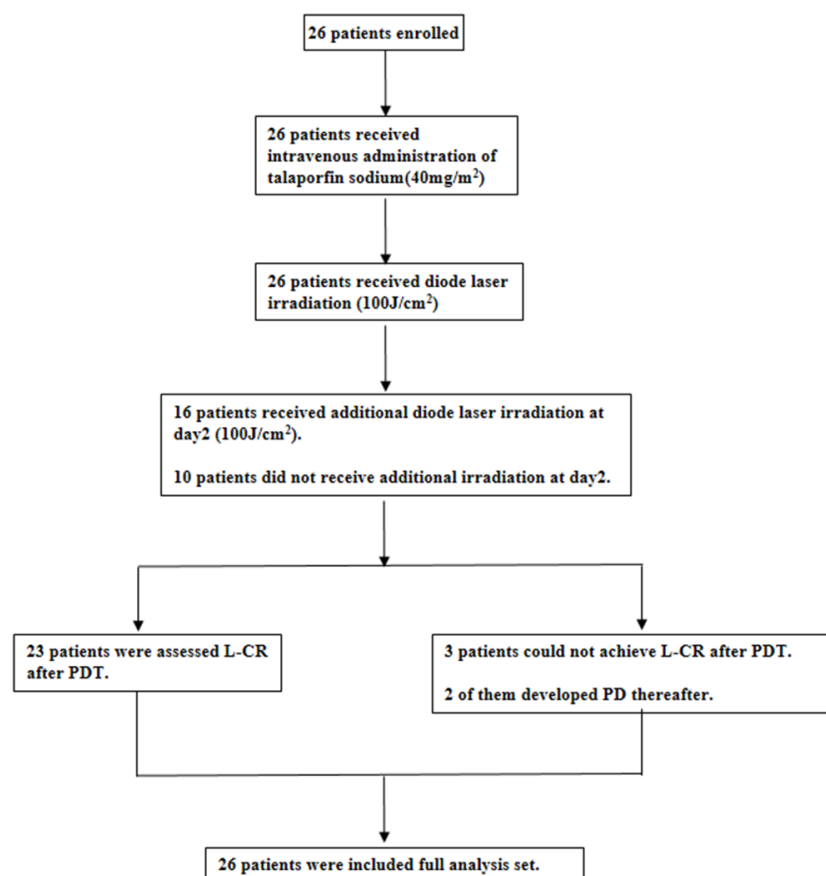 26 patients enrolled
26 patients received
intravenous administration of
talaporfin sodium(40mg/m²)
26 patients received diode laser
irradiation (100J/cm²)
16 patients received additional diode laser irradiation at
day2 (100J/cm²).
10 patients did not receive additional irradiation at day2.
23 patients were assessed L-CR
after PDT.
3 patients could not achieve L-CR after PDT.
2 of them developed PD thereafter.
26 patients were included full analysis set.